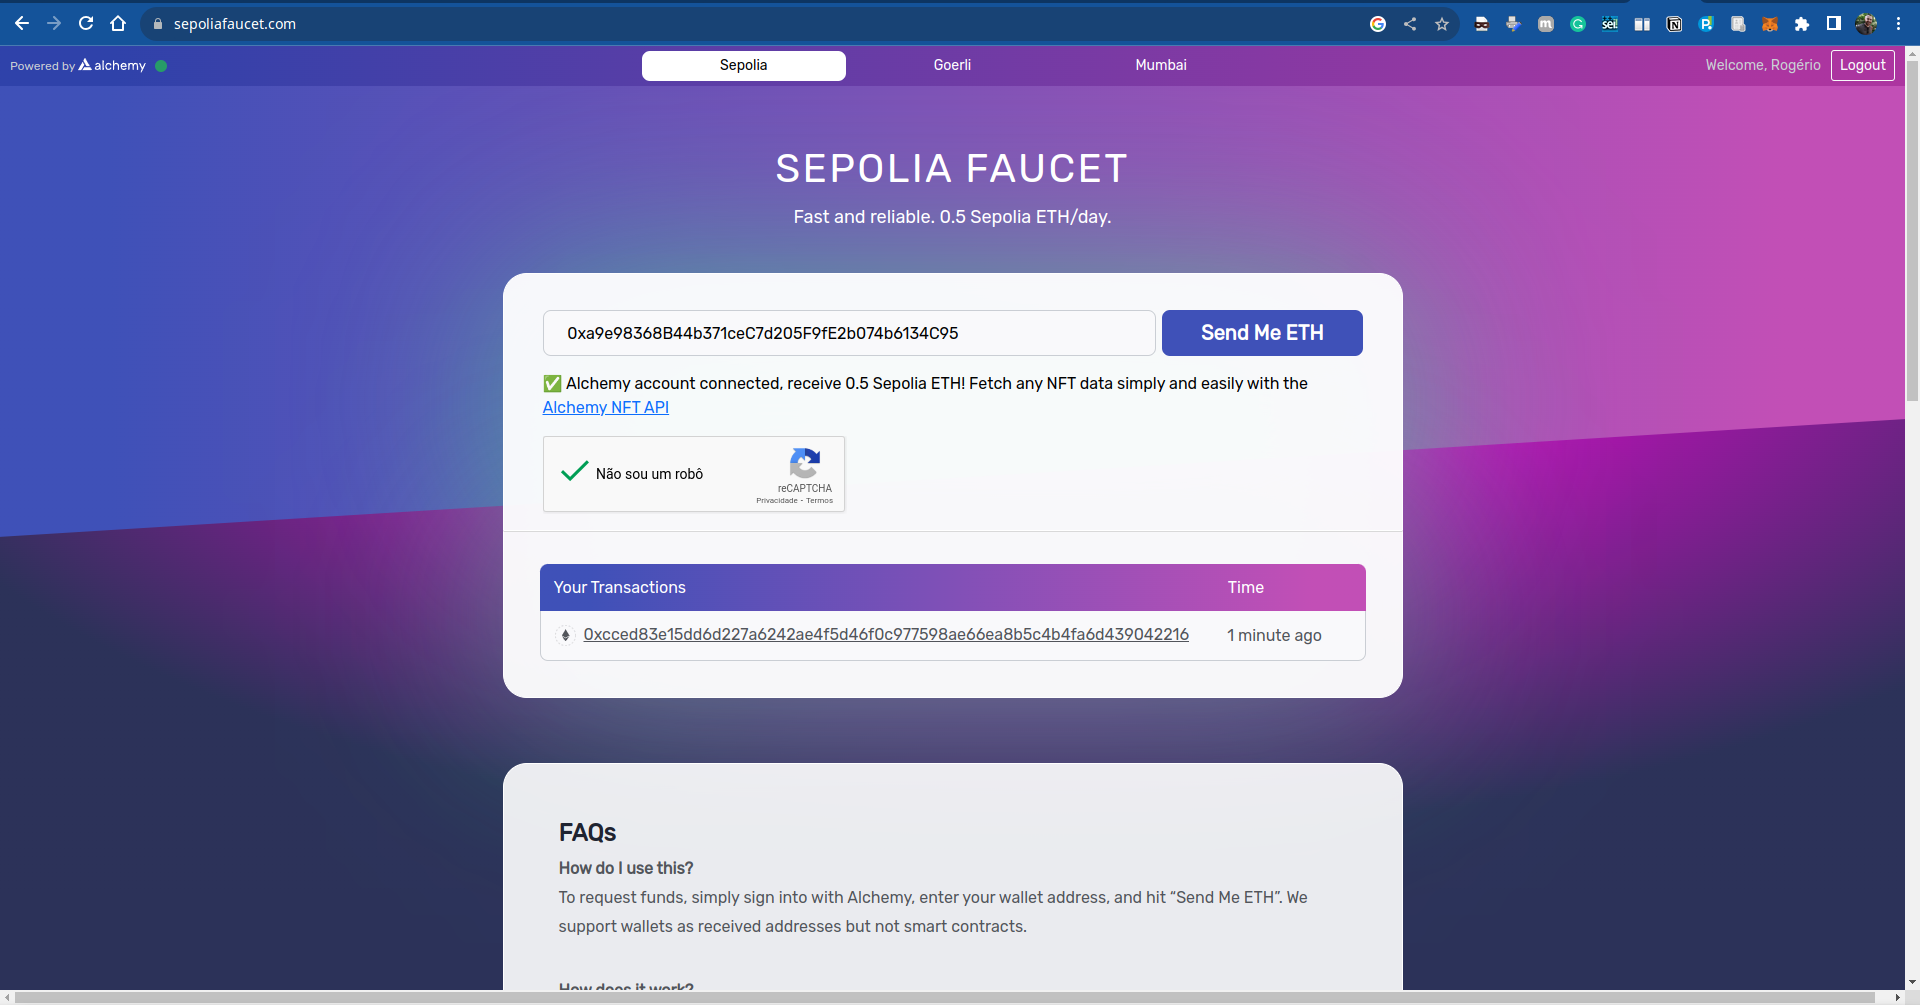 sepoliafaucet.com
Powered by alchemy
Sepolia
Goerli
Mumbai
Welcome, Rogério
Logout
SEPOLIA FAUCET
Fast and reliable. 0.5 Sepolia ETH/day.
0xa9e98368B44b371ceC7d205F9fE2b074b6134C95
Send Me ETH
✅ Alchemy account connected, receive 0.5 Sepolia ETH! Fetch any NFT data simply and easily with the
Alchemy NFT API
Não sou um robô
reCAPTCHA
Privacidade - Termos
Your Transactions
Time
0xcced83e15dd6d227a6242ae4f5d46f0c977598ae66ea8b5c4b4fa6d439042216
1 minute ago
FAQs
How do I use this?
To request funds, simply sign into with Alchemy, enter your wallet address, and hit “Send Me ETH”. We
support wallets as received addresses but not smart contracts.
How does it work?